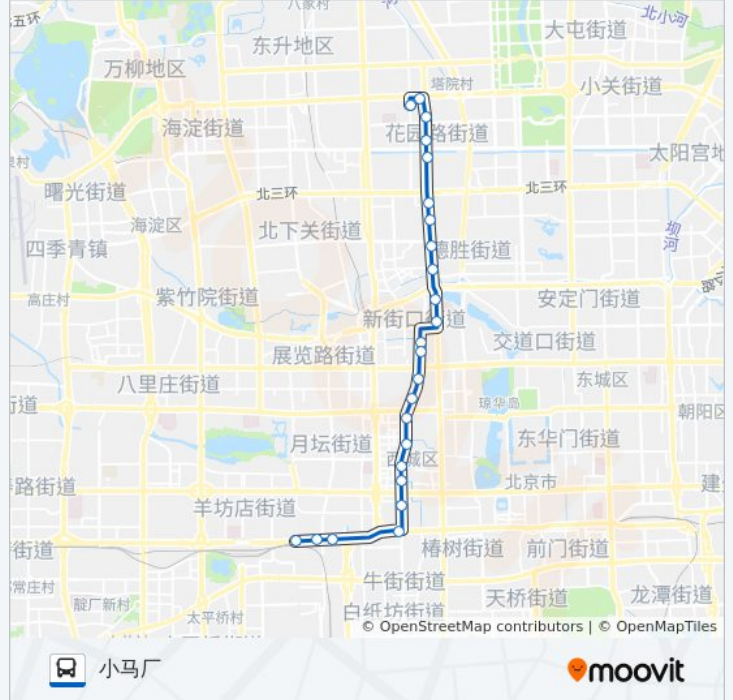 八家村
五环
北小河
大屯街道
东升地区
万柳地区
塔院村
小关街道
海淀街道
花园路街道
太阳宫地
村
曙光街道
北三环
北三环
海淀区
北下关街道
坝河
四季青镇
德胜街道
高庄村
紫竹院街道
安定门街道
新街口街道
交道口街道
展览路街道
八里庄街道
东城区
街道
琼华岛
朝阳区
月坛街道
东华门街道
西城区
路街道
北京市
建
羊坊店街道
街道
椿树街道
前门街道
常庄村
牛街街道
靛厂新村
天桥街道
龙潭街道
太平桥村
白纸坊街道
© OpenStreetMap contributors | © OpenMapTiles
小马厂
moovit